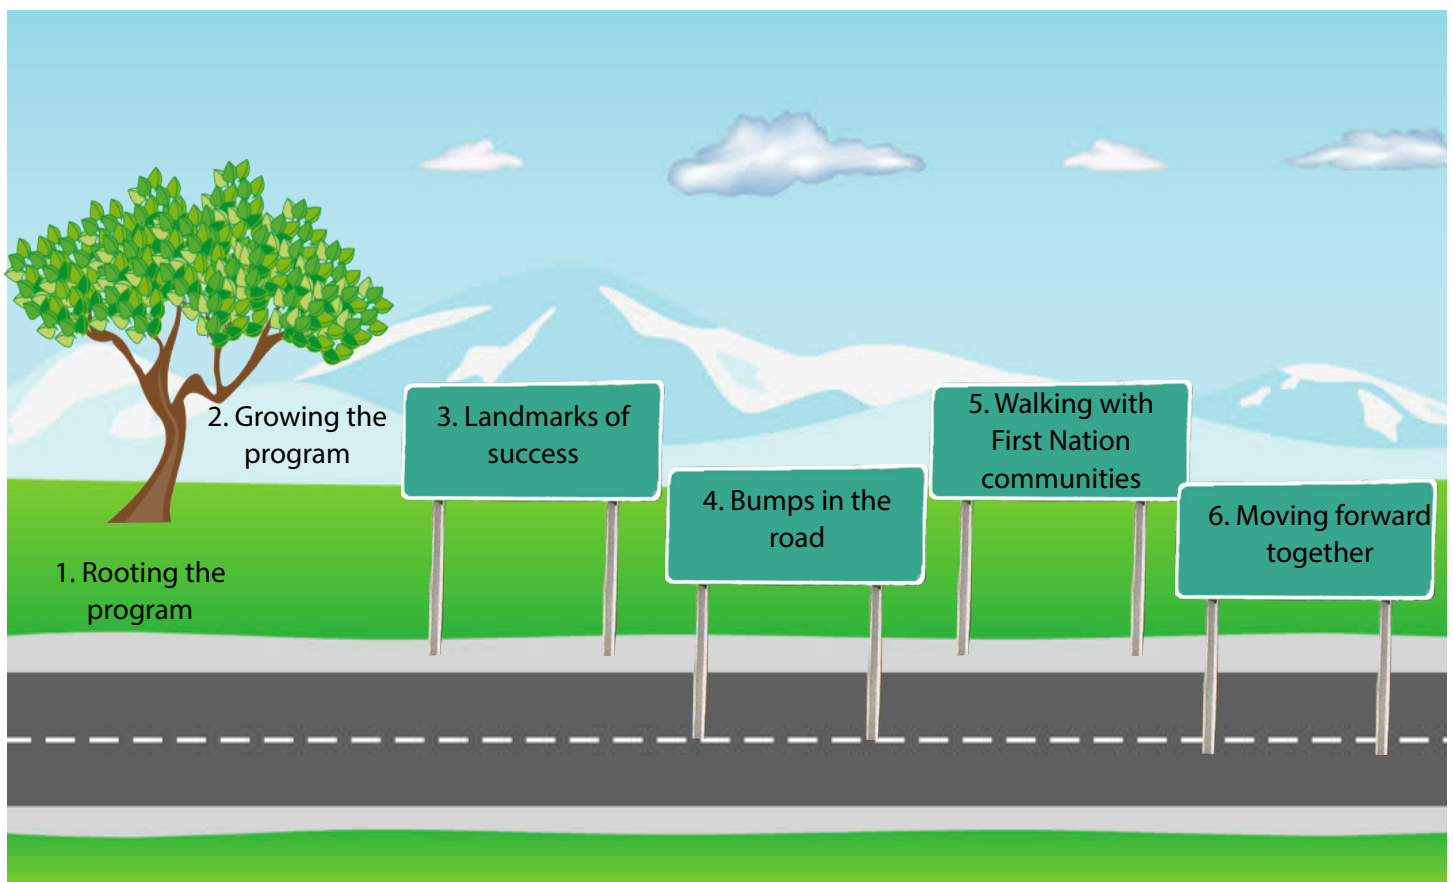 1. Rooting the
program
2. Growing the
program
3. Landmarks of
success
4. Bumps in the
road
5. Walking with
First Nation
communities
6. Moving forward
together